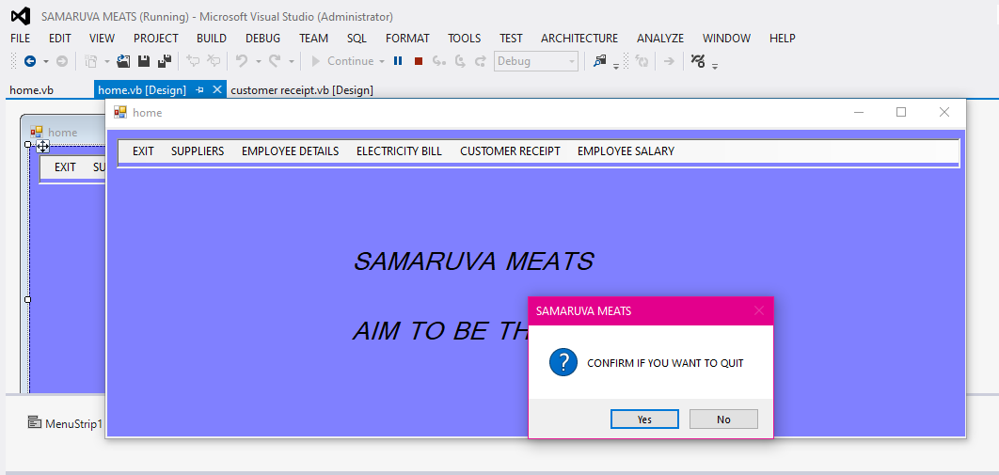 SAMARUVA MEATS (Running) - Microsoft Visual Studio (Administrator)
FILE EDIT VIEW PROJECT BUILD DEBUG TEAM SQL FORMAT TOOLS TEST ARCHITECTURE ANALYZE WINDOW HELP
Continue Debug
home.vb home.vb [Design] customer receipt.vb [Design]
home
home
EXIT SUPPLIERS EMPLOYEE DETAILS ELECTRICITY BILL CUSTOMER RECEIPT EMPLOYEE SALARY
EXIT SU
SAMARUVA MEATS
SAMARUVA MEATS
AIM TO BE TH
? CONFIRM IF YOU WANT TO QUIT
Yes No
MenuStrip1